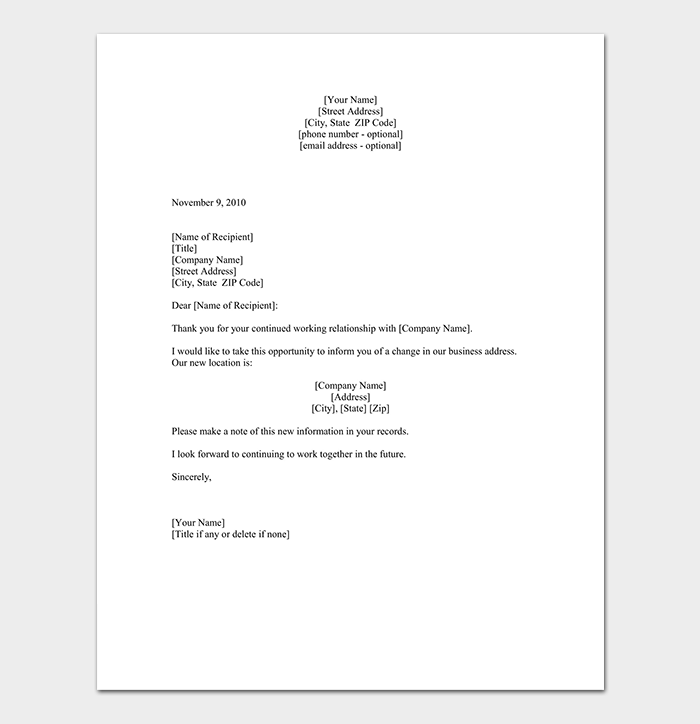 [Your Name]
[Street Address]
[City, State  ZIP Code]
[phone number - optional]
[email address - optional]
November 9, 2010
[Name of Recipient]
[Title]
[Company Name]
[Street Address]
[City, State  ZIP Code]
Dear [Name of Recipient]:
Thank you for your continued working relationship with [Company Name].
I would like to take this opportunity to inform you of a change in our business address.
Our new location is:
[Company Name]
[Address]
[City], [State] [Zip]
Please make a note of this new information in your records.
I look forward to continuing to work together in the future.
Sincerely,
[Your Name]
[Title if any or delete if none]